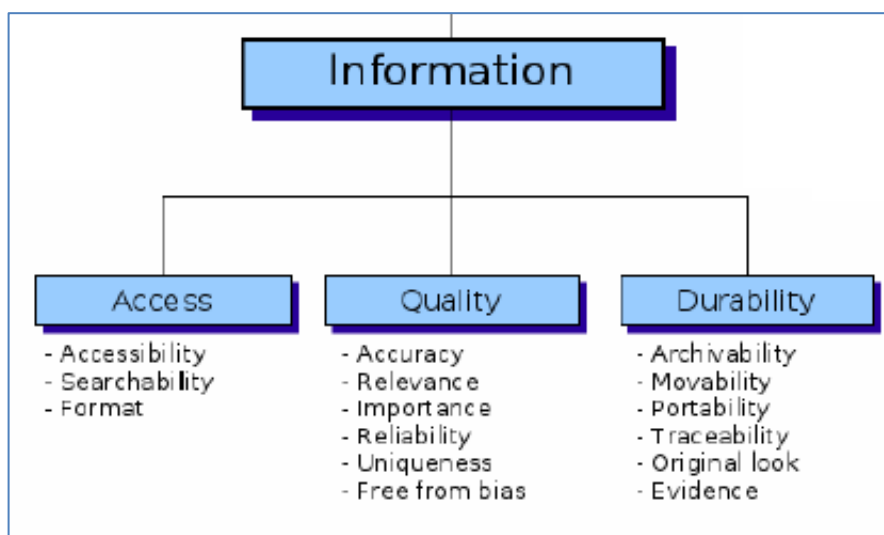 Information
Access
- Accessibility
- Searchability
- Format
Quality
- Accuracy
- Relevance
- Importance
- Reliability
- Uniqueness
- Free from bias
Durability
- Archivability
- Movability
- Portability
- Traceability
- Original look
- Evidence